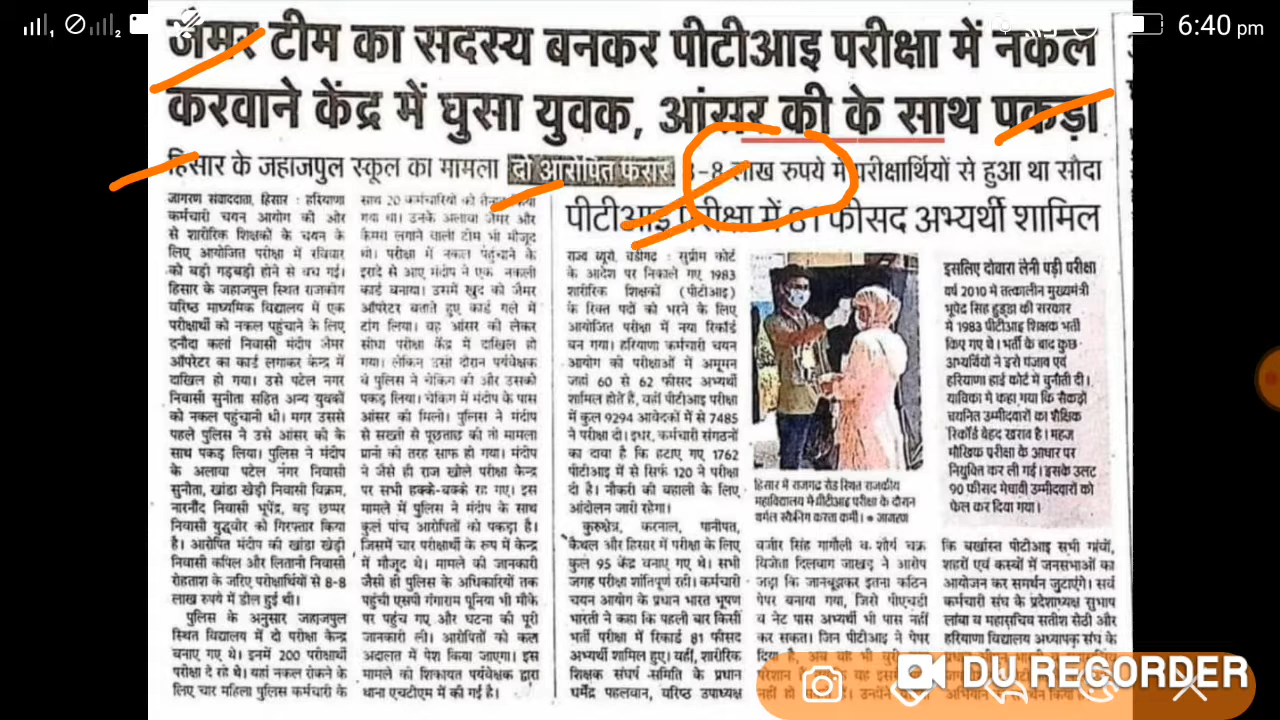 6:40 pm
जैमर टीम का सदस्य बनकर पीटीआइ परीक्षा में नकल
करवाने केंद्र में घुसा युवक, आंसर की के साथ पकड़ा
हिसार के जहाजपुल स्कूल का मामला
दो आरोपित फरार
8-8 लाख रुपये में परीक्षार्थियों से हुआ था सौदा
जागरण संवाददाता, हिसार : हरियाणा
कर्मचारी चयन आयोग की ओर
से शारीरिक शिक्षकों के चयन के
लिए आयोजित परीक्षा में रविवार
को बड़ी गड़बड़ी होने से बच गई।
हिसार के जहाजपुल स्थित राजकीय
वरिष्ठ माध्यमिक विद्यालय में एक
परीक्षार्थी को नकल पहुंचाने के लिए
दनौदा कलां निवासी मंदीप जैमर
ऑपरेटर का कार्ड लगाकर केन्द्र में
दाखिल हो गया। उसे पटेल नगर
निवासी सुनीता सहित अन्य युवकों
को नकल पहुंचानी थी। मगर उससे
पहले पुलिस ने उसे आंसर की के
साथ पकड़ लिया। पुलिस ने मंदीप
के अलावा पटेल नगर निवासी
सुनीता, खांडा खेड़ी निवासी विक्रम,
नारनौंद निवासी भूपेंद्र, बड़ छप्पर
निवासी युद्धवीर को गिरफ्तार किया
है। आरोपित मंदीप की खांडा खेड़ी
निवासी कपिल और लितानी निवासी
रोहताश के जरिए परीक्षार्थियों से 8-8
लाख रुपये में डील हुई थी।
पुलिस के अनुसार जहाजपुल
स्थित विद्यालय में दो परीक्षा केन्द्र
बनाए गए थे। इनमें 200 परीक्षार्थी
परीक्षा दे रहे थे। यहां नकल रोकने के
लिए चार महिला पुलिस कर्मचारी के
साथ 20 कर्मचारियों को तैनात किया
गया था। उनके अलावा जैमर और
कैमरा लगाने वाली टीम भी मौजूद
थी। परीक्षा में नकल पहुंचाने के
इरादे से आए मंदीप ने एक नकली
कार्ड बनाया। उसमें खुद को जैमर
ऑपरेटर बताते हुए कार्ड गले में
टांग लिया। वह आंसर की लेकर
सीधा परीक्षा केंद्र में दाखिल हो
गया। लेकिन उसी दौरान पर्यवेक्षक
व पुलिस ने चेकिंग की और उसको
पकड़ लिया। चेकिंग में मंदीप के पास
आंसर की मिली। पुलिस ने मंदीप
से सख्ती से पूछताछ की तो मामला
पानी की तरह साफ हो गया। मंदीप
ने जैसे ही राज खोले परीक्षा केन्द्र
पर सभी हक्के-बक्के रह गए। इस
मामले में पुलिस ने मंदीप के साथ
कुल पांच आरोपितों को पकड़ा है।
जिसमें चार परीक्षार्थी के रूप में केन्द्र
में मौजूद थे। मामले की जानकारी
जैसी ही पुलिस के अधिकारियों तक
पहुंची एसपी गंगाराम पूनिया भी मौके
पर पहुंच गए और घटना की पूरी
जानकारी ली। आरोपितों को कल
अदालत में पेश किया जाएगा। इस
मामले की शिकायत पर्यवेक्षक द्वारा
थाना एचटीएम में की गई है।
पीटीआइ परीक्षा में 81 फीसद अभ्यर्थी शामिल
राज्य ब्यूरो, चंडीगढ़ : सुप्रीम कोर्ट
के आदेश पर निकाले गए 1983
शारीरिक शिक्षकों (पीटीआइ)
के रिक्त पदों को भरने के लिए
आयोजित परीक्षा में नया रिकॉर्ड
बन गया। हरियाणा कर्मचारी चयन
आयोग की परीक्षाओं में अमूमन
जहां 60 से 62 फीसद अभ्यर्थी
शामिल होते है, वहीं पीटीआइ परीक्षा
में कुल 9294 आवेदकों में से 7485
ने परीक्षा दी। इधर, कर्मचारी संगठनों
का दावा है कि हटाए गए 1762
पीटीआइ में से सिर्फ 120 ने परीक्षा
दी है। नौकरी की बहाली के लिए
आंदोलन जारी रहेगा।
कुरुक्षेत्र, करनाल, पानीपत,
कैथल और हिसार में परीक्षा के लिए
कुल 95 केंद्र बनाए गए थे। सभी
जगह परीक्षा शांतिपूर्ण रही। कर्मचारी
चयन आयोग के प्रधान भारत भूषण
भारती ने कहा कि पहली बार किसी
भर्ती परीक्षा में रिकार्ड 81 फीसद
अभ्यर्थी शामिल हुए। वहीं, शारीरिक
शिक्षक संघर्ष समिति के प्रधान
धर्मेंद्र पहलवान, वरिष्ठ उपाध्यक्ष
हिसार में राजगढ़ रोड स्थित राजकीय
महाविद्यालय में पीटीआइ परीक्षा के दौरान
थर्मल स्कैनिंग करता कर्मी। ● जागरण
वजीर सिंह गांगोली व शौर्य चक्र
विजेता दिलबाग जाखड़ ने आरोप
जड़ा कि जानबूझकर इतना कठिन
पेपर बनाया गया, जिसे पीएचडी
व नेट पास अभ्यर्थी भी पास नहीं
कर सकता। जिन पीटीआइ ने पेपर
दिया है, अब वह भी
इसलिए दोबारा लेनी पड़ी परीक्षा
वर्ष 2010 में तत्कालीन मुख्यमंत्री
भूपेंद्र सिंह हुड्डा की सरकार
में 1983 पीटीआइ शिक्षक भर्ती
किए गए थे। भर्ती के बाद कुछ
अभ्यर्थियों ने इसे पंजाब एवं
हरियाणा हाई कोर्ट में चुनौती दी।
याचिका में कहा गया कि सैकड़ों
चयनित उम्मीदवारों का शैक्षिक
रिकॉर्ड बेहद खराब है। महज
मौखिक परीक्षा के आधार पर
नियुक्ति कर ली गई। इसके उलट
90 फीसद मेधावी उम्मीदवारों को
फेल कर दिया गया।
कि बर्खास्त पीटीआइ सभी गांवों,
शहरों एवं कस्बों में जनसभाओं का
आयोजन कर समर्थन जुटाएंगे। सर्व
कर्मचारी संघ के प्रदेशाध्यक्ष सुभाष
लांबा व महासचिव सतीश सेठी और
हरियाणा विद्यालय अध्यापक संघ के
DU RECORDER